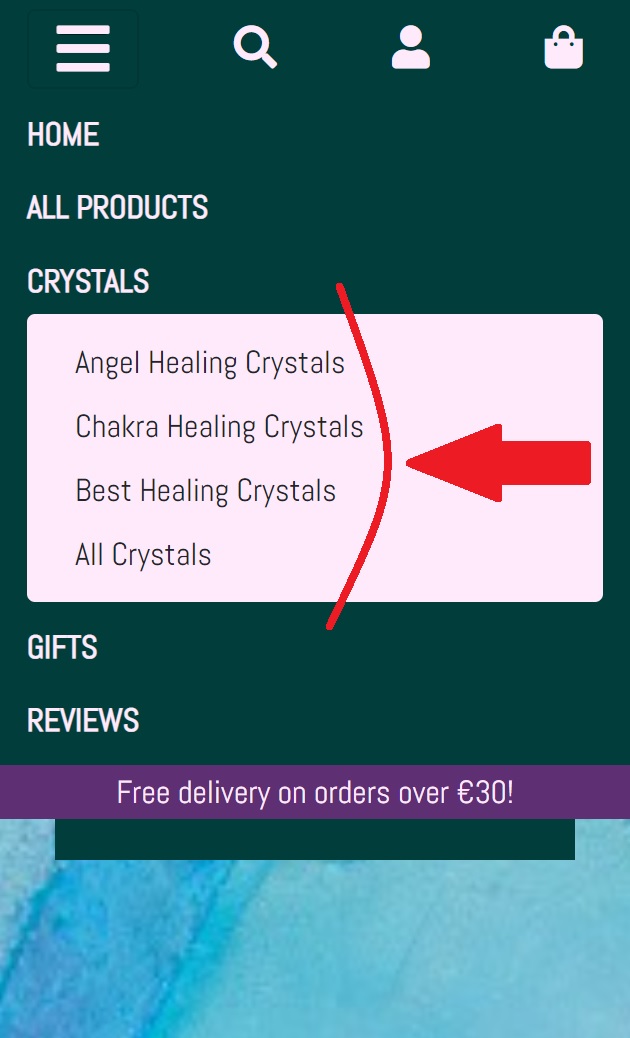 HOME
ALL PRODUCTS
CRYSTALS
Angel Healing Crystals
Chakra Healing Crystals
Best Healing Crystals
All Crystals
GIFTS
REVIEWS
Free delivery on orders over €30!